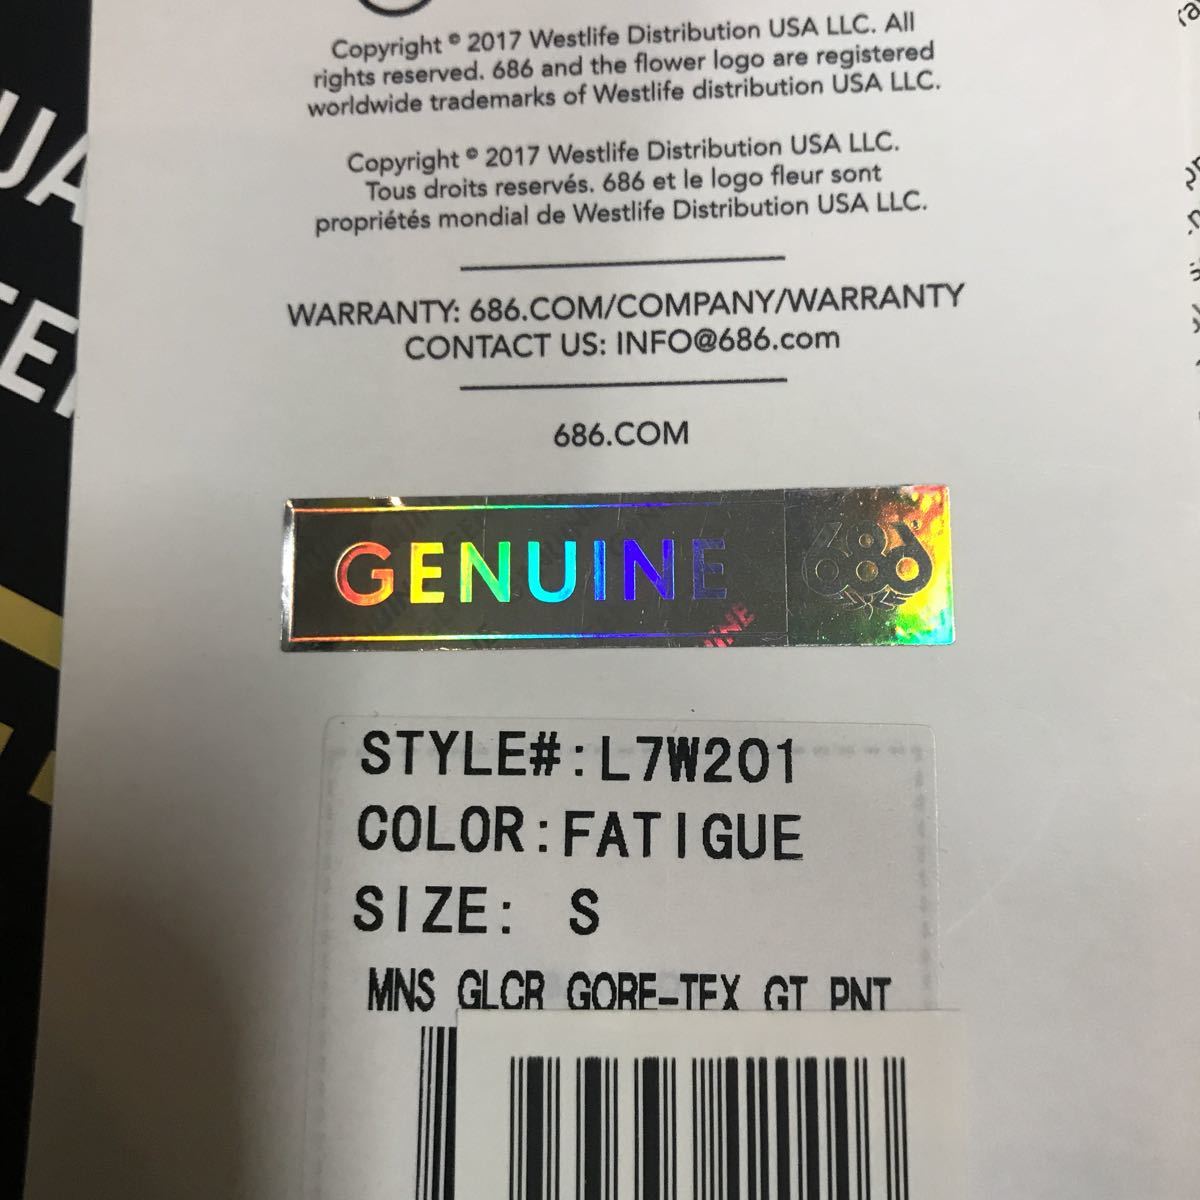 Copyright © 2017 Westlife Distribution USA LLC. All
rights reserved. 686 and the flower logo are registered
worldwide trademarks of Westlife distribution USA LLC.
Copyright © 2017 Westlife Distribution USA LLC.
Tous droits reservés. 686 et le logo fleur sont
propriétés mondial de Westlife Distribution USA LLC.
WARRANTY: 686.COM/COMPANY/WARRANTY
CONTACT US: INFO@686.com
686.COM
GENUINE 686
STYLE#: L7W201
COLOR: FATIGUE
SIZE: S
MNS GLCR GORE-TEX GT PNT